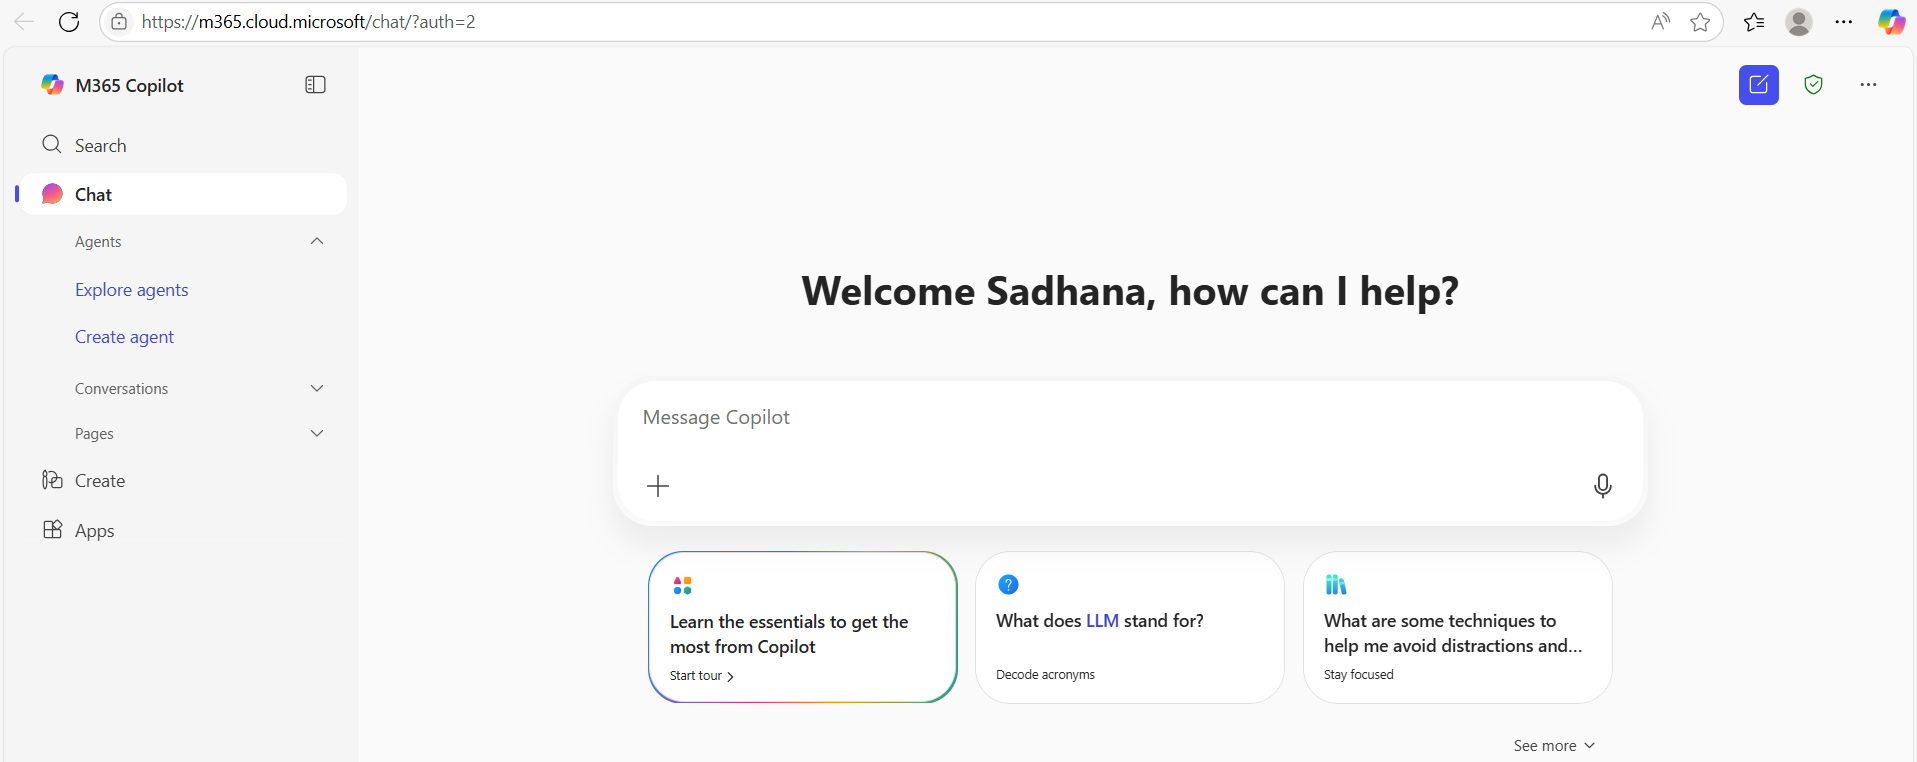 https://m365.cloud.microsoft/chat/?auth=2
M365 Copilot
Search
Chat
Agents
Explore agents
Create agent
Conversations
Pages
Create
Apps
Welcome Sadhana, how can I help?
Message Copilot
Learn the essentials to get the
most from Copilot
Start tour
What does LLM stand for?
Decode acronyms
What are some techniques to
help me avoid distractions and...
Stay focused
See more